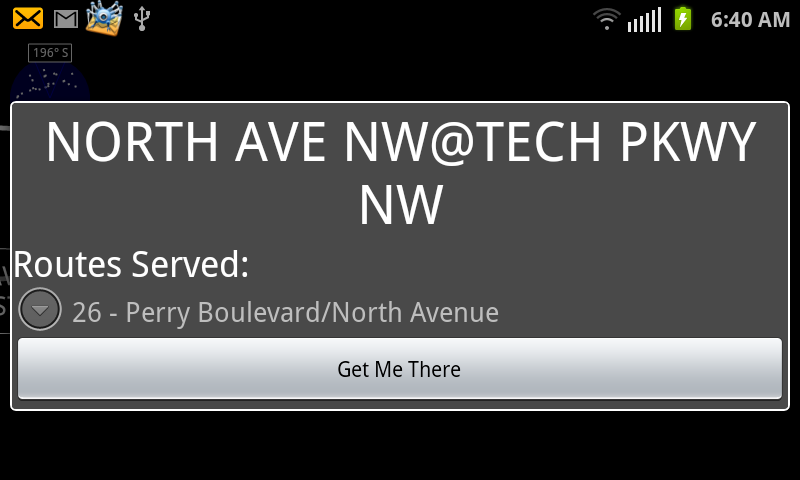 6:40 AM
196° S
NORTH AVE NW@TECH PKWY
NW
Routes Served:
26 - Perry Boulevard/North Avenue
Get Me There